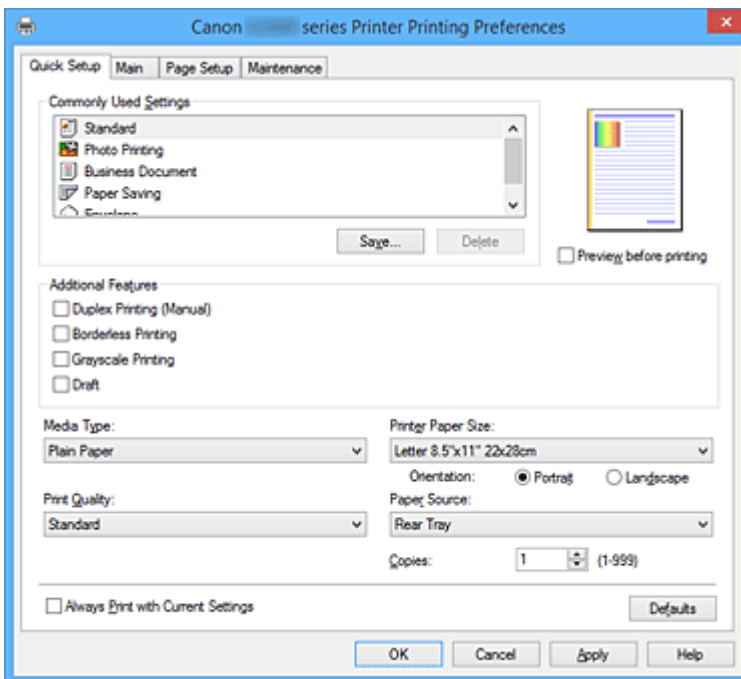 Canon series Printer Printing Preferences
Quick Setup Main Page Setup Maintenance
Commonly Used Settings
Standard
Photo Printing
Business Document
Paper Saving
Save... Delete
Preview before printing
Additional Features
Duplex Printing (Manual)
Borderless Printing
Grayscale Printing
Draft
Media Type: Printer Paper Size:
Plain Paper Letter 8.5"x11" 22x28cm
Orientation: Portrait Landscape
Print Quality: Paper Source:
Standard Rear Tray
Copies: 1 (1-999)
Always Print with Current Settings Defaults
OK Cancel Apply Help